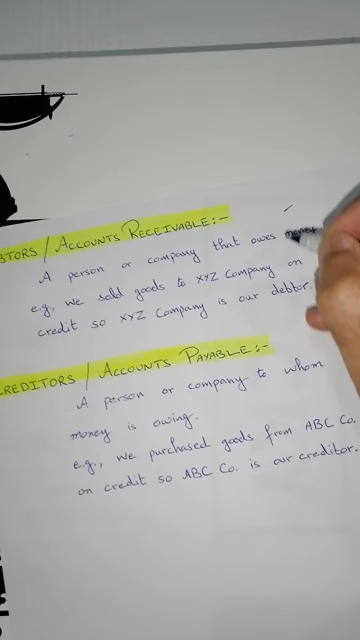 BTORS / ACCOUNTS RECEIVABLE:-
A person or company that owes money
e.g., we sold goods to XYZ Company on
credit so XYZ Company is our debtor.
CREDITORS / ACCOUNTS PAYABLE:-
A person or company to whom
money is owing.
e.g., we purchased goods from ABC Co.
on credit so ABC Co. is our creditor.